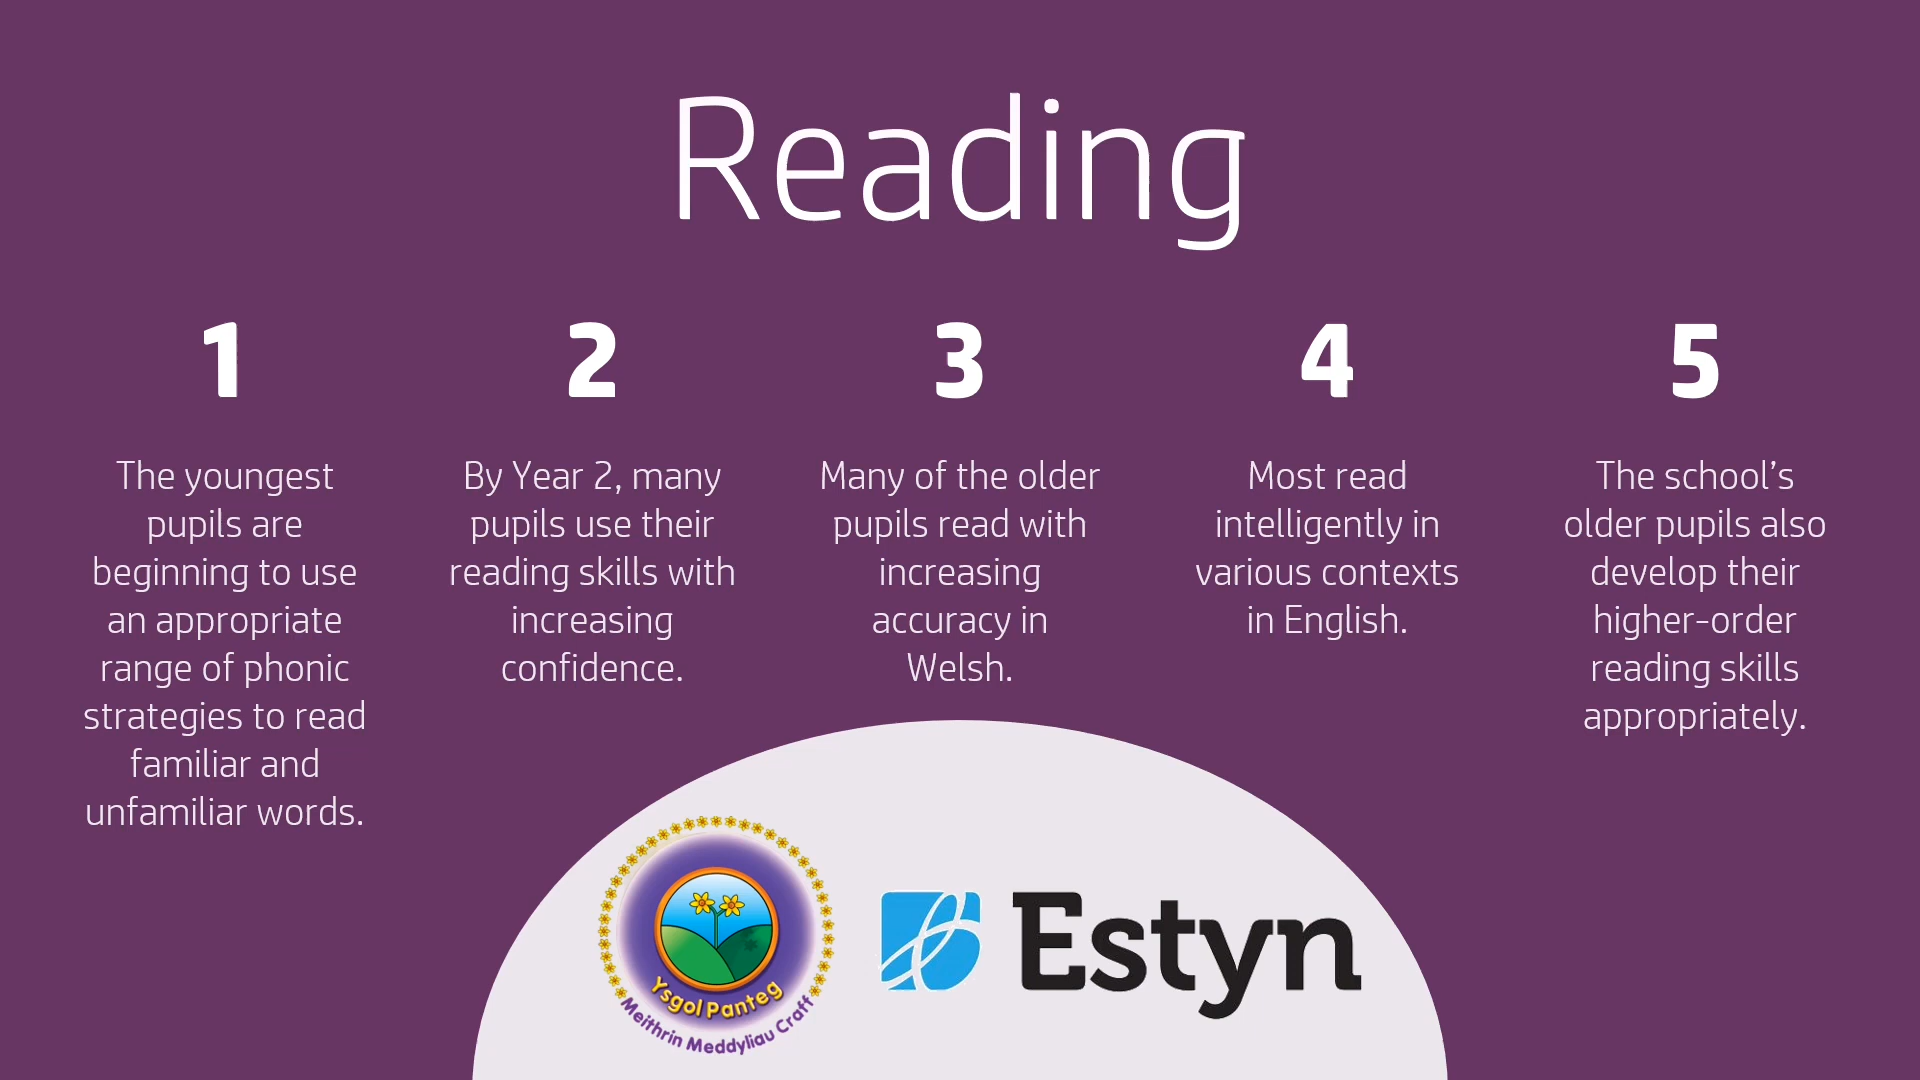 Reading
1
The youngest
pupils are
beginning to use
an appropriate
range of phonic
strategies to read
familiar and
unfamiliar words.
2
By Year 2, many
pupils use their
reading skills with
increasing
confidence.
3
Many of the older
pupils read with
increasing
accuracy in
Welsh.
4
Most read
intelligently in
various contexts
in English.
5
The school’s
older pupils also
develop their
higher-order
reading skills
appropriately.
Ysgol Panteg
Meithrin Meddyliau Craff
Estyn